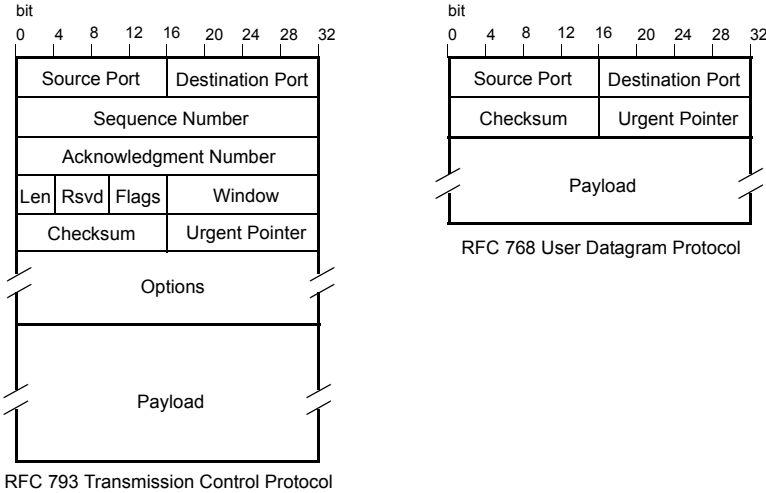 bit
0 4 8 12 16 20 24 28 32
Source Port Destination Port
Sequence Number
Acknowledgment Number
Len Rsvd Flags Window
Checksum Urgent Pointer
Options
Payload
RFC 793 Transmission Control Protocol
bit
0 4 8 12 16 20 24 28 32
Source Port Destination Port
Checksum Urgent Pointer
Payload
RFC 768 User Datagram Protocol